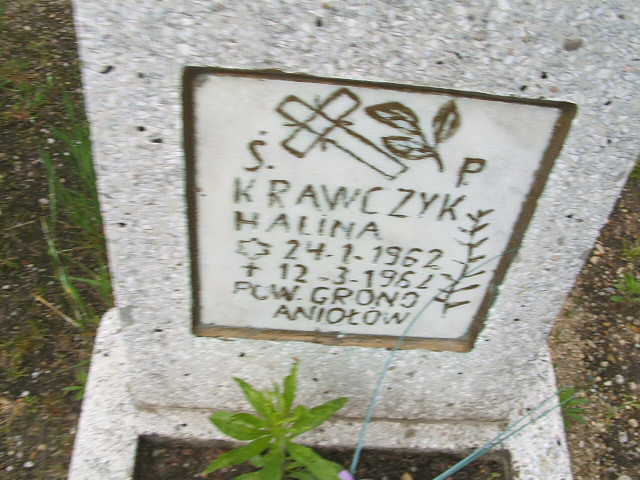 Ś. P.
KRAWCZYK
HALINA
24.1.1962
12.3.1962
POW. GRONO
ANIOŁÓW